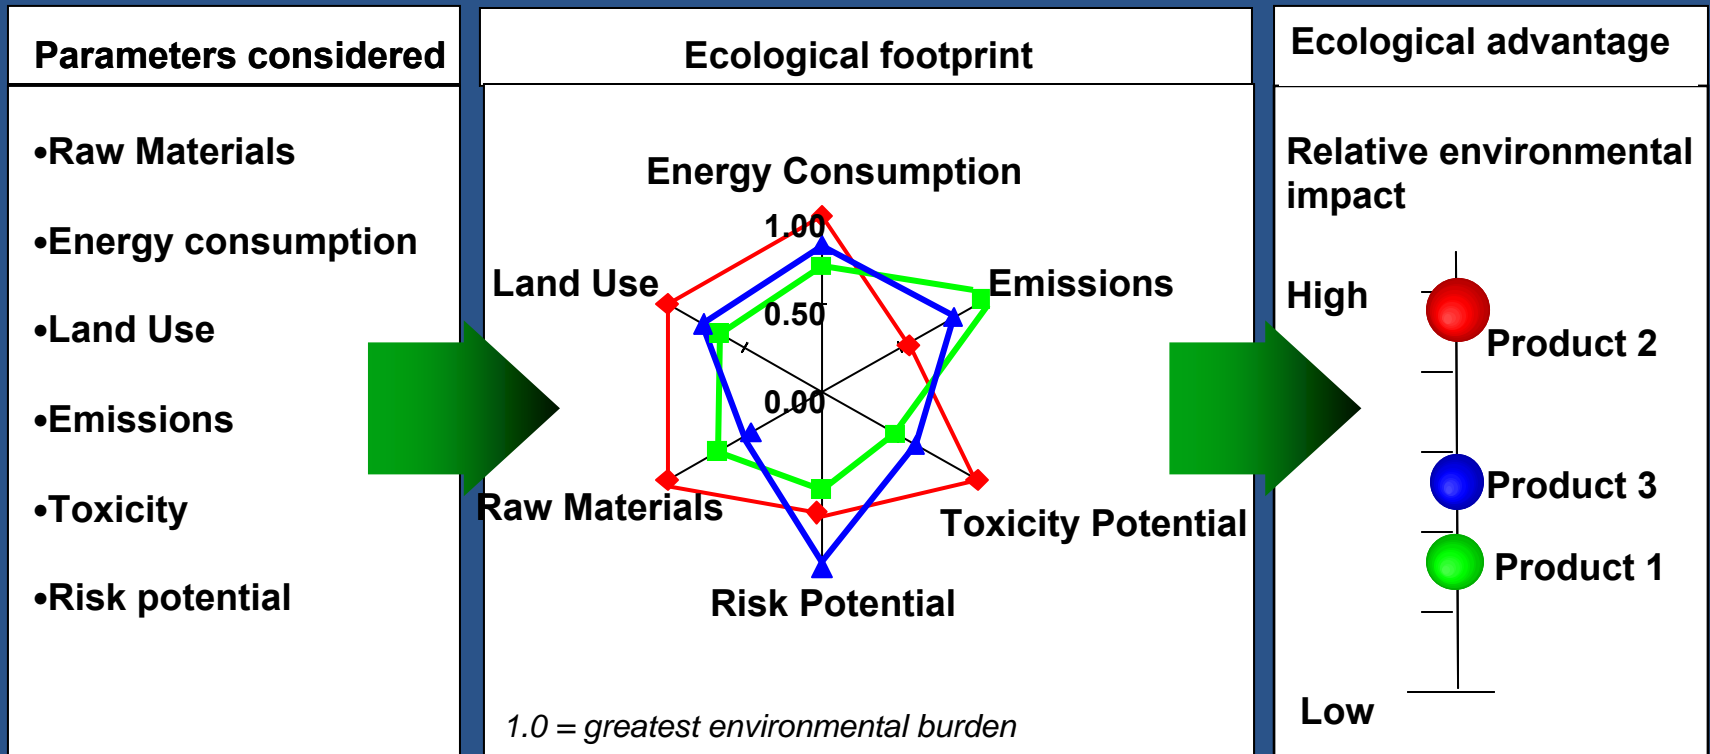 Parameters considered
•Raw Materials
•Energy consumption
•Land Use
•Emissions
•Toxicity
•Risk potential
Ecological footprint
Energy Consumption
1.00
Land Use
Emissions
0.50
0.00
Raw Materials
Toxicity Potential
Risk Potential
1.0 = greatest environmental burden
Ecological advantage
Relative environmental
impact
High
Product 2
Product 3
Product 1
Low